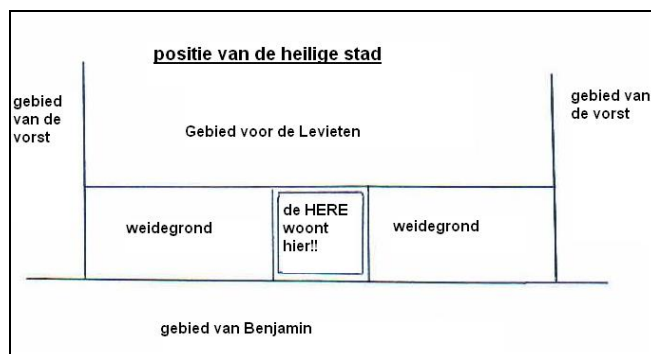 positie van de heilige stad
gebied
van de
vorst
gebied van
de vorst
Gebied voor de Levieten
weidegrond
de HERE
woont
hier!!
weidegrond
gebied van Benjamin